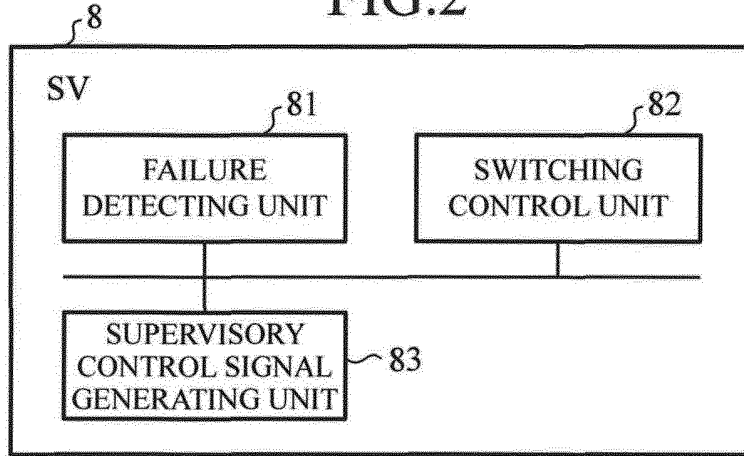 FIG.2
8
SV
81
82
FAILURE
DETECTING UNIT
SWITCHING
CONTROL UNIT
SUPERVISORY
CONTROL SIGNAL
GENERATING UNIT
83